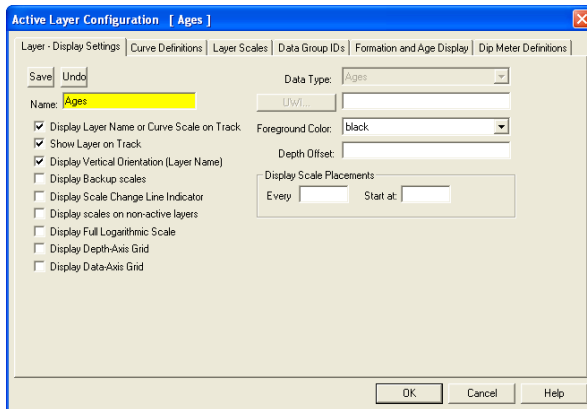 Active Layer Configuration [ Ages ]
Layer - Display Settings Curve Definitions Layer Scales Data Group IDs Formation and Age Display Dip Meter Definitions
Save Undo
Name: Ages
Display Layer Name or Curve Scale on Track
Show Layer on Track
Display Vertical Orientation (Layer Name)
Display Backup scales
Display Scale Change Line Indicator
Display scales on non-active layers
Display Full Logarithmic Scale
Display Depth-Axis Grid
Display Data-Axis Grid
Data Type: Ages
UWI...
Foreground Color: black
Depth Offset:
Display Scale Placements
Every Start at:
OK Cancel Help